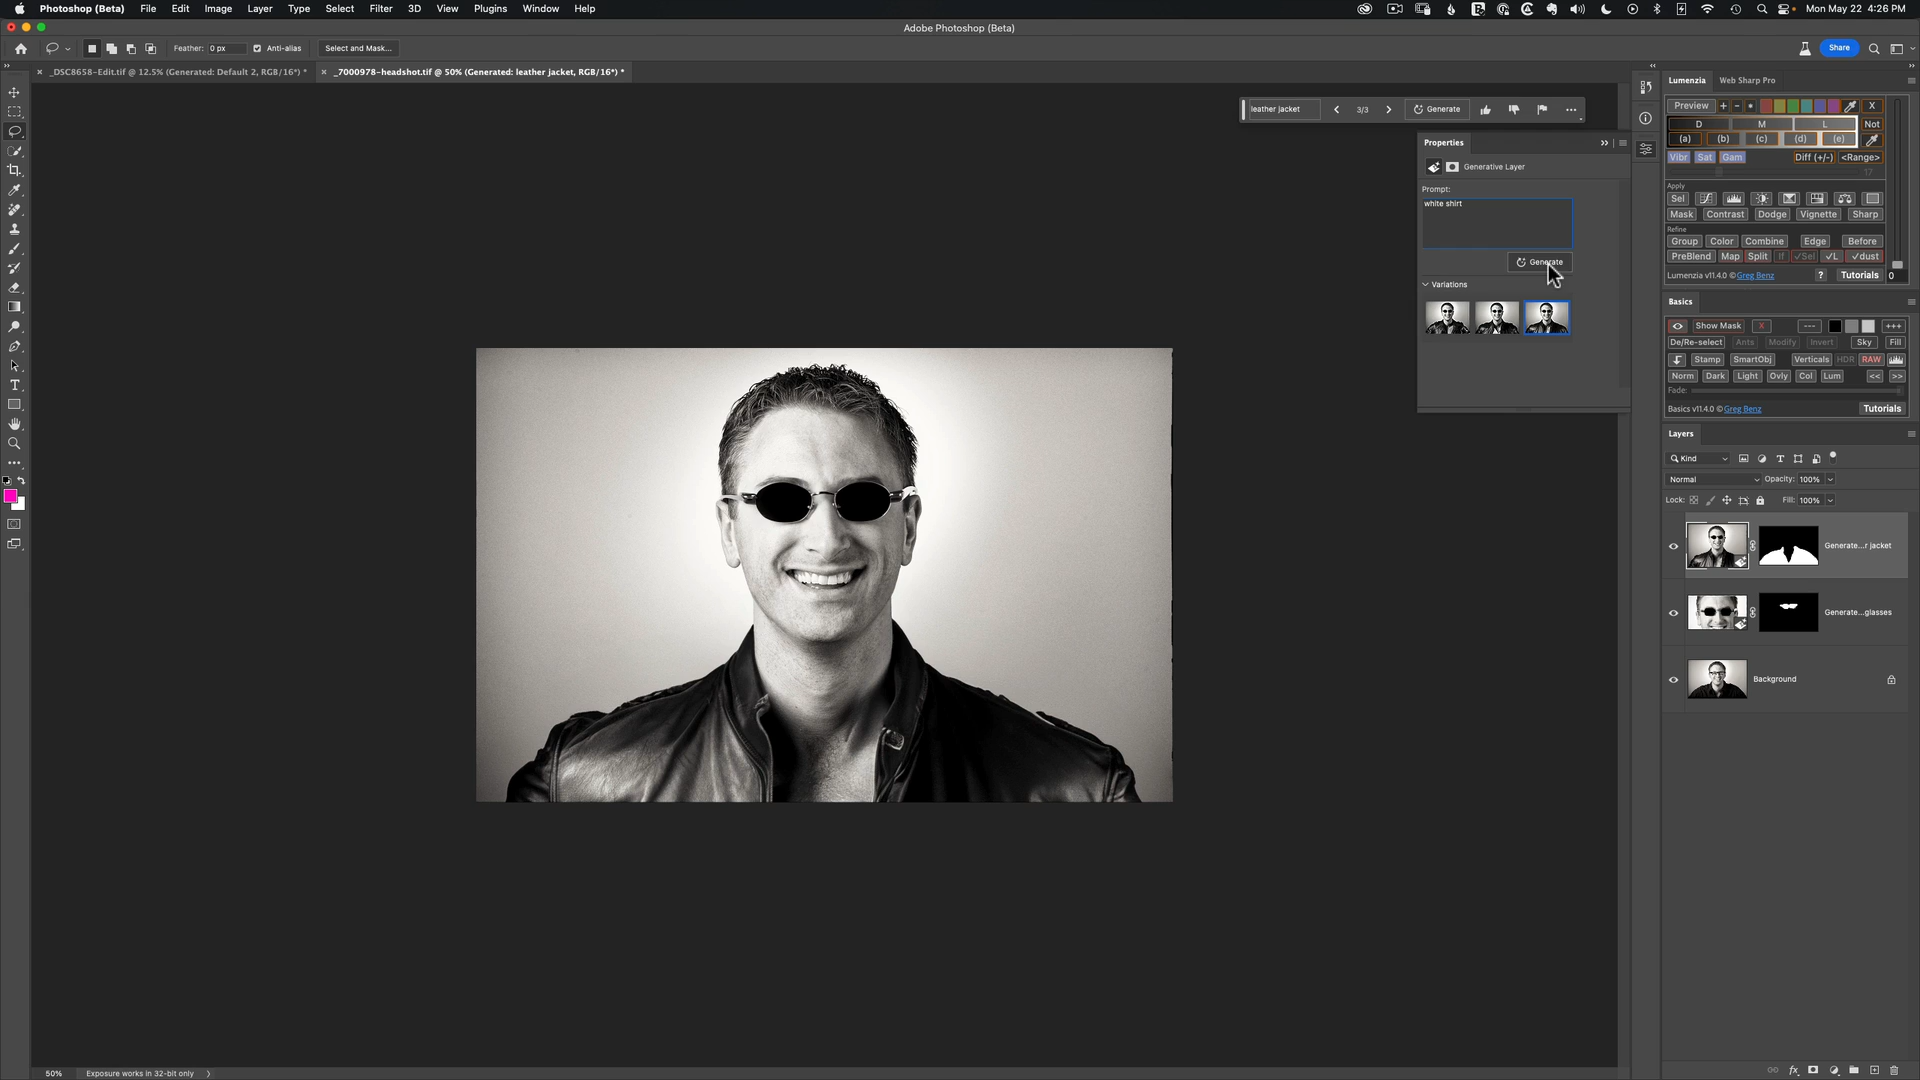 Photoshop (Beta) File Edit Image Layer Type Select Filter 3D View Plugins Window Help Mon May 22 4:26 PM
Adobe Photoshop (Beta)
Feather: 0 px Anti-alias Select and Mask... Share
_DSC8658-Edit.tif @ 12.5% (Generated: Default 2, RGB/16*) *
_7000978-headshot.tif @ 50% (Generated: leather jacket, RGB/16*) *
leather jacket 3/3 Generate
Properties
Generative Layer
Prompt:
white shirt
Generate
Variations
Lumenzia Web Sharp Pro
Preview + - X
D M L Not
(a) (b) (c) (d) (e)
Vibr Sat Gam Diff (+/-) <Range>
17
Apply
Sel
Mask Contrast Dodge Vignette Sharp
Refine
Group Color Combine Edge Before
PreBlend Map Split If ✓Sel ✓L ✓dust
Lumenzia v11.4.0 © Greg Benz ? Tutorials 0
Basics
Show Mask X --- +++
De/Re-select Ants Modify Invert Sky Fill
Stamp SmartObj Verticals HDR RAW
Norm Dark Light Ovly Col Lum << >>
Fade:
Basics v11.4.0 © Greg Benz Tutorials
Layers
Kind
Normal Opacity: 100%
Lock: Fill: 100%
Generate...r jacket
Generate...glasses
Background
50% Exposure works in 32-bit only